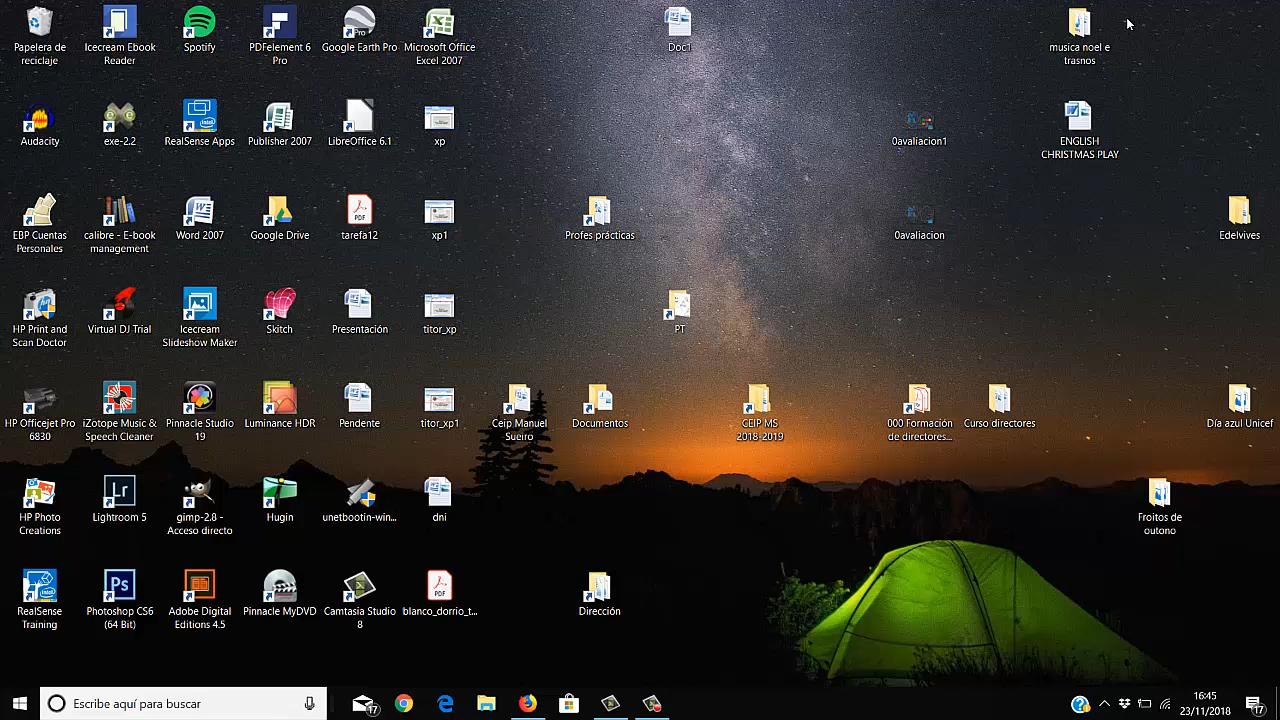 Papelera de
reciclaje
Icecream Ebook
Reader
Spotify
PDFelement 6
Pro
Pro
Google Earth Pro
Microsoft Office
Excel 2007
Doc1
musica noel e
trasnos
Audacity
exe-2.2
RealSense Apps
Publisher 2007
LibreOffice 6.1
xp
0avaliacion1
ENGLISH
CHRISTMAS PLAY
EBP Cuentas
Personales
calibre - E-book
management
Word 2007
Google Drive
PDF
tarefa12
xp1
Profes prácticas
0avaliacion
Edelvives
HP Print and
Scan Doctor
Virtual DJ Trial
Icecream
Slideshow Maker
Skitch
Presentación
titor_xp
PT
HP Officejet Pro
6830
iZotope Music &
Speech Cleaner
Pinnacle Studio
19
Luminance HDR
Pendente
titor_xp1
Ceip Manuel
Sueiro
Documentos
CEIP MS
2018-2019
000 Formación
de directores...
Curso directores
Día azul Unicef
HP Photo
Creations
Lr
Lightroom 5
gimp-2.8 -
Acceso directo
Hugin
unetbootin-win...
dni
Froitos de
outono
RealSense
Training
Ps
Photoshop CS6
(64 Bit)
Adobe Digital
Editions 4.5
Pinnacle MyDVD
Camtasia Studio
8
PDF
blanco_dorrio_t...
Dirección
Escribe aquí para buscar
16:45
23/11/2018